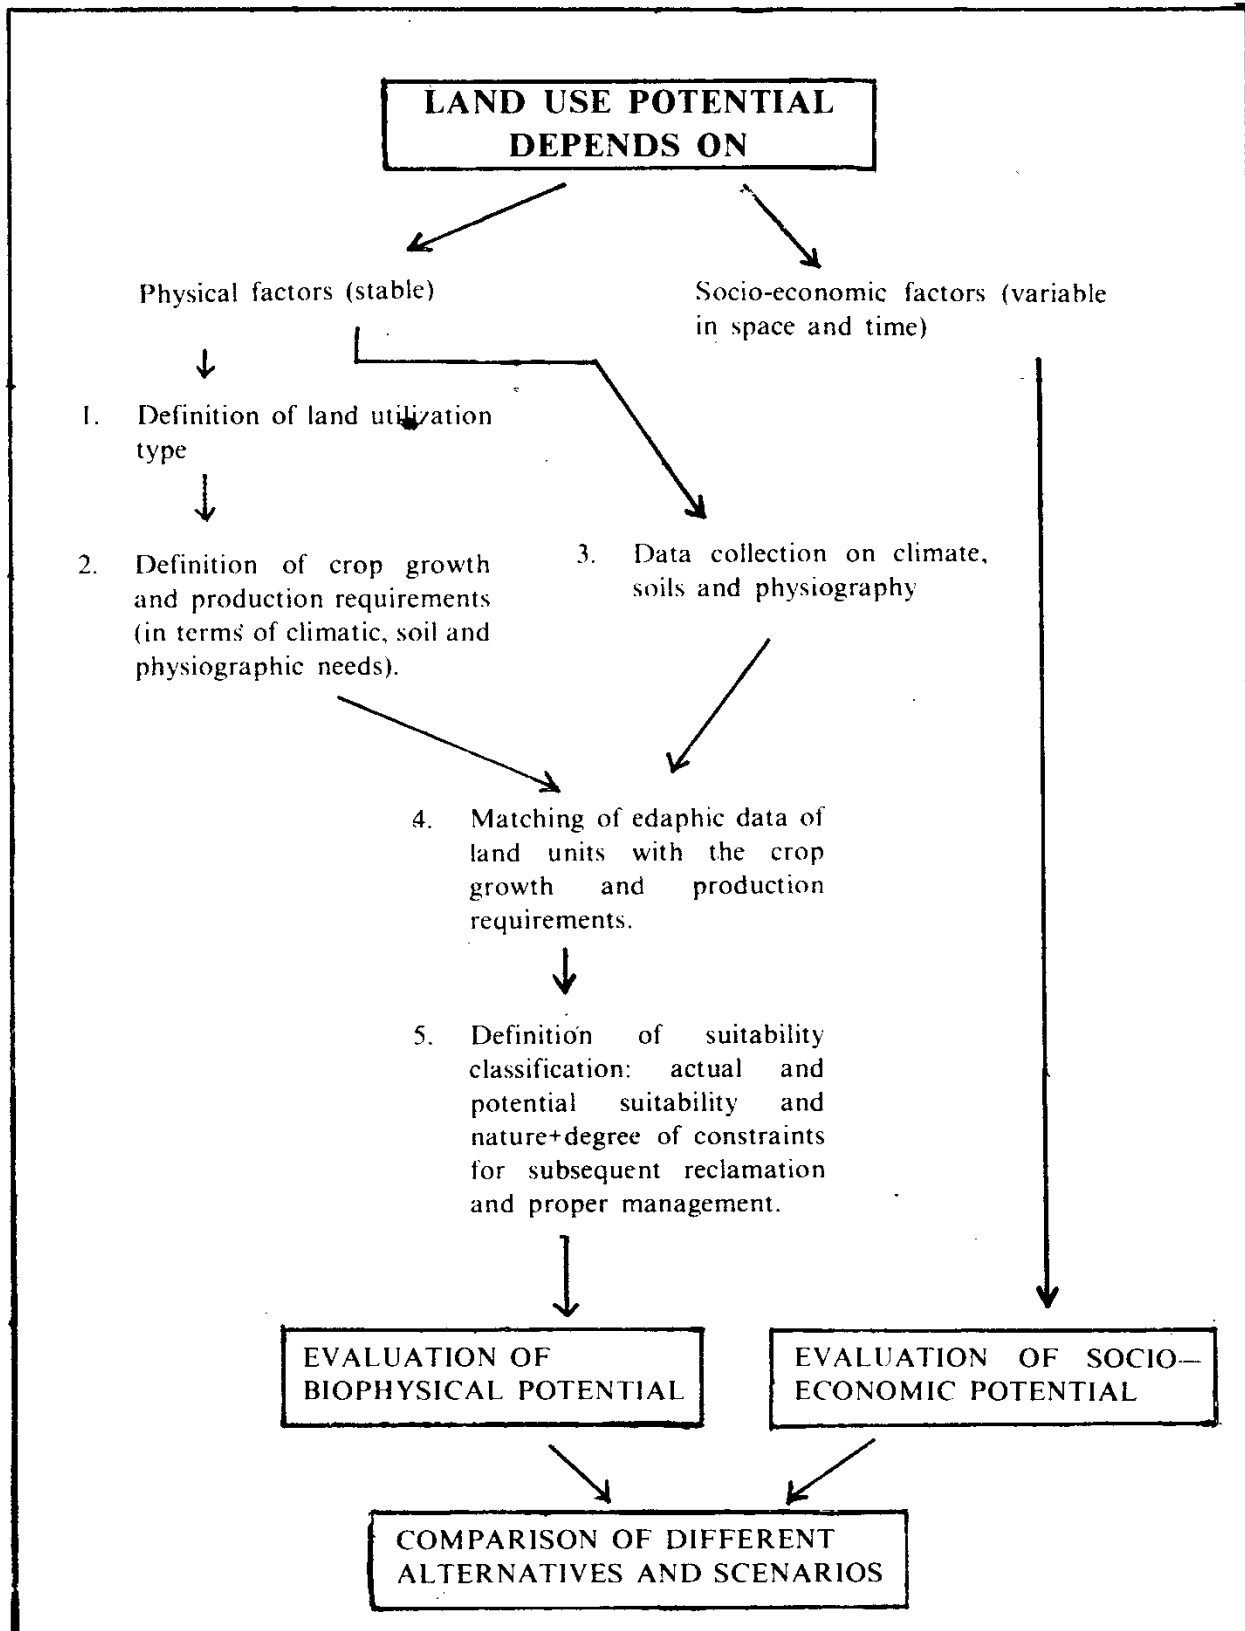 LAND USE POTENTIAL
DEPENDS ON
Physical factors (stable)
Socio-economic factors (variable
in space and time)
1. Definition of land utilization
type
2. Definition of crop growth
and production requirements
(in terms of climatic, soil and
physiographic needs).
3. Data collection on climate,
soils and physiography
4. Matching of edaphic data of
land units with the crop
growth and production
requirements.
5. Definition of suitability
classification: actual and
potential suitability and
nature+degree of constraints
for subsequent reclamation
and proper management.
EVALUATION OF
BIOPHYSICAL POTENTIAL
EVALUATION OF SOCIO–
ECONOMIC POTENTIAL
COMPARISON OF DIFFERENT
ALTERNATIVES AND SCENARIOS